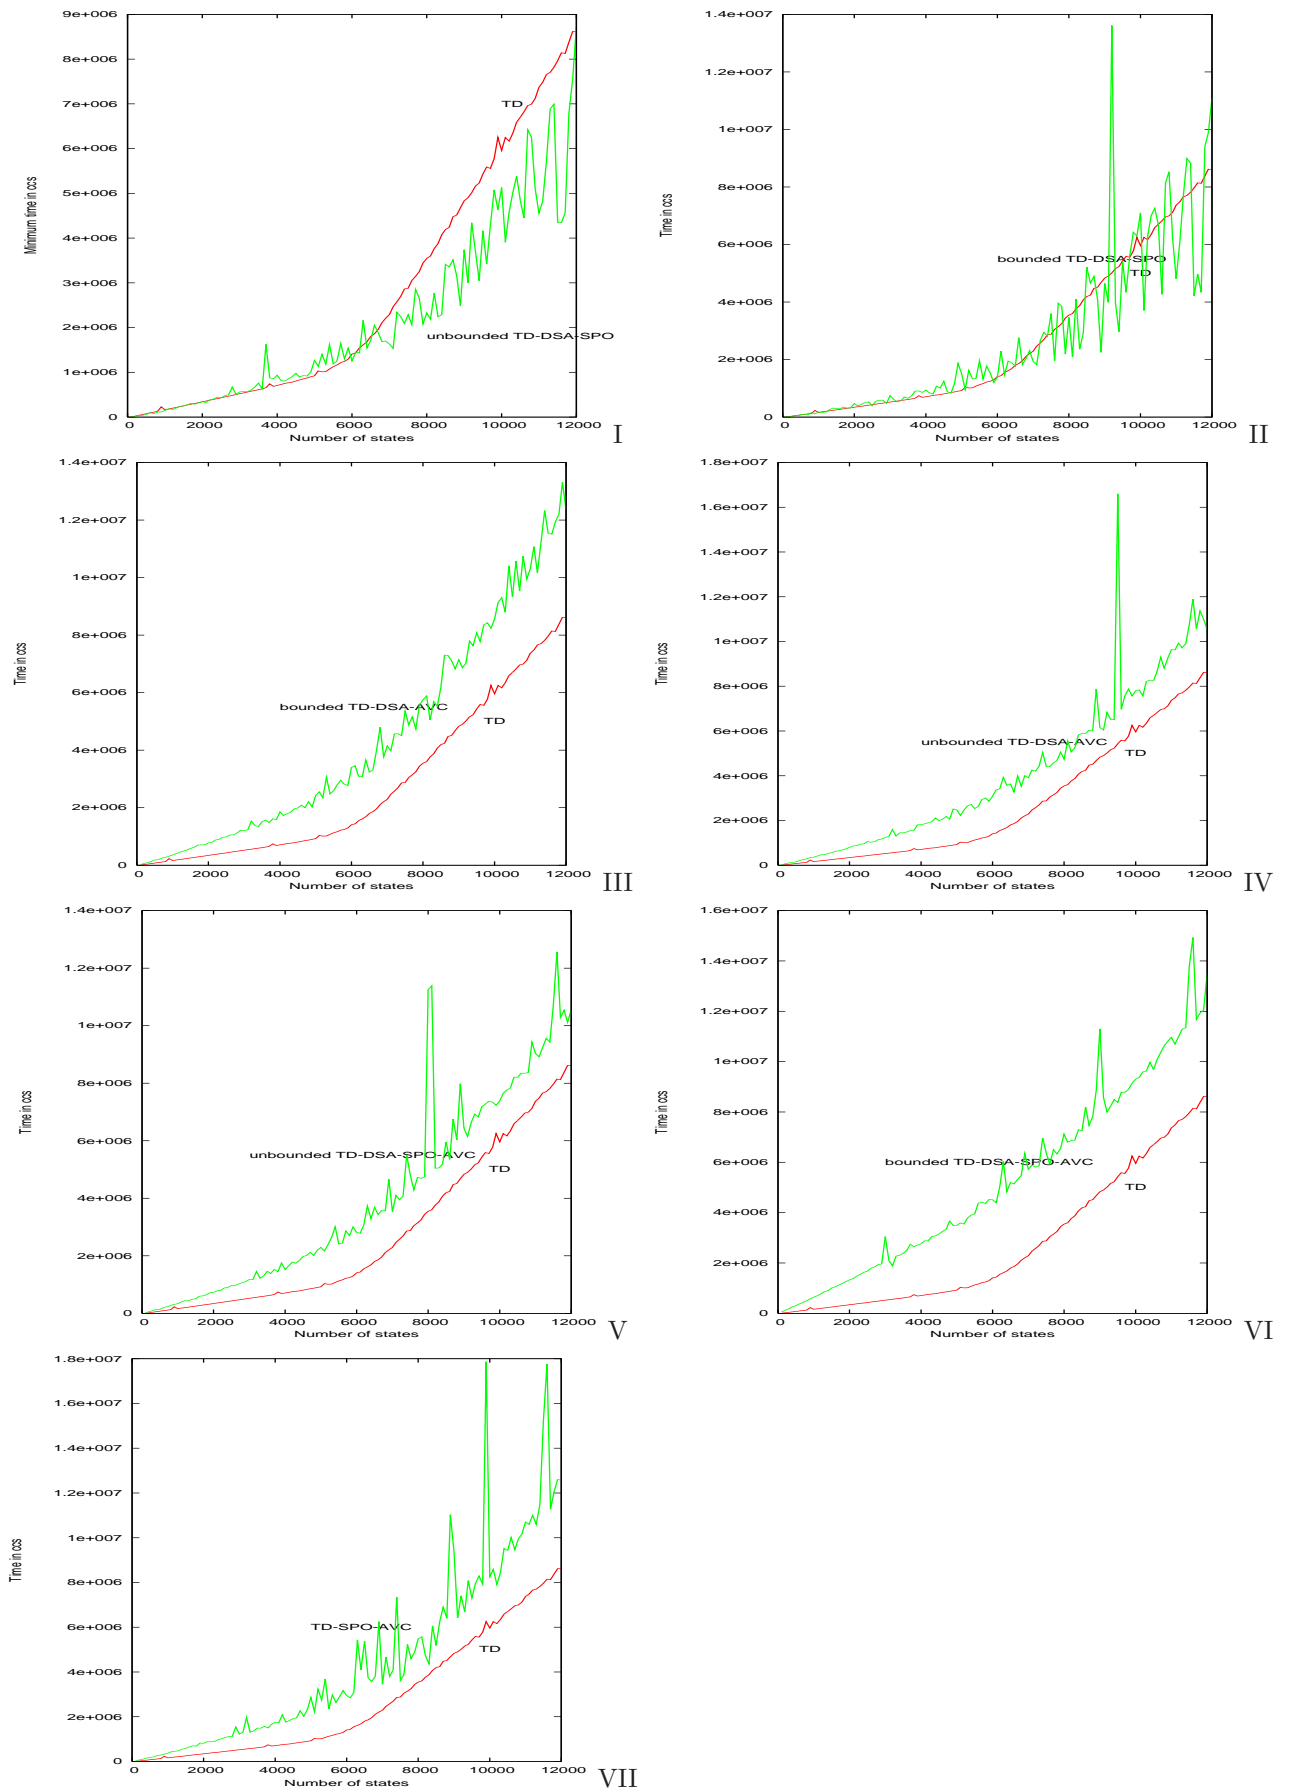 9e+006
8e+006
7e+006
6e+006
5e+006
4e+006
3e+006
2e+006
1e+006
0
0 2000 4000 6000 8000 10000 12000
Minimum time in ccs
Number of states
TD
unbounded TD-DSA-SPO
I
1.4e+007
1.2e+007
1e+007
8e+006
6e+006
4e+006
2e+006
0
0 2000 4000 6000 8000 10000 12000
Time in ccs
Number of states
bounded TD-DSA-SPO
TD
II
1.4e+007
1.2e+007
1e+007
8e+006
6e+006
4e+006
2e+006
0
0 2000 4000 6000 8000 10000 12000
Time in ccs
Number of states
bounded TD-DSA-AVC
TD
III
1.8e+007
1.6e+007
1.4e+007
1.2e+007
1e+007
8e+006
6e+006
4e+006
2e+006
0
0 2000 4000 6000 8000 10000 12000
Time in ccs
Number of states
unbounded TD-DSA-AVC
TD
IV
1.4e+007
1.2e+007
1e+007
8e+006
6e+006
4e+006
2e+006
0
0 2000 4000 6000 8000 10000 12000
Time in ccs
Number of states
unbounded TD-DSA-SPO-AVC
TD
V
1.6e+007
1.4e+007
1.2e+007
1e+007
8e+006
6e+006
4e+006
2e+006
0
0 2000 4000 6000 8000 10000 12000
Time in ccs
Number of states
bounded TD-DSA-SPO-AVC
TD
VI
1.8e+007
1.6e+007
1.4e+007
1.2e+007
1e+007
8e+006
6e+006
4e+006
2e+006
0
0 2000 4000 6000 8000 10000 12000
Time in ccs
Number of states
TD-SPO-AVC
TD
VII